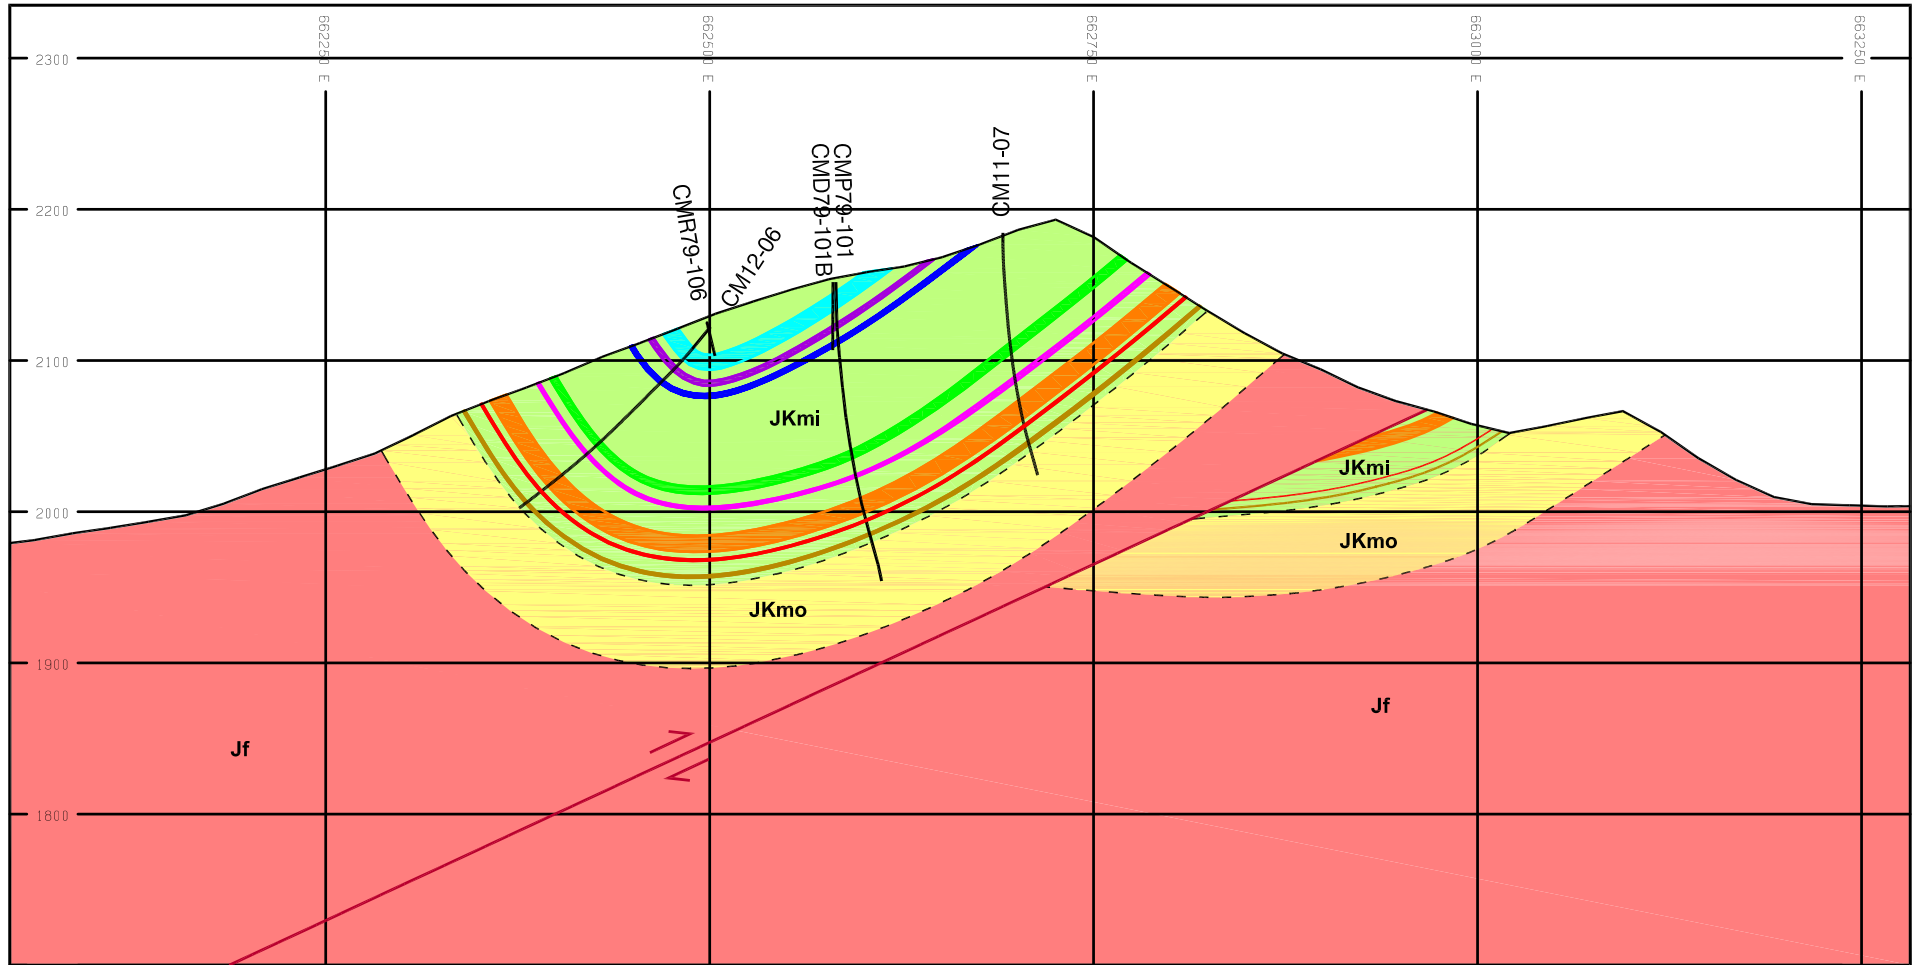 662250 E
662500 E
662750 E
663000 E
663250 E
2300
2200
2100
2000
1900
1800
CMR79-106
CM12-06
CMD79-101B
CMP79-101
CM11-07
JKmi
JKmo
JKmi
JKmo
Jf
Jf